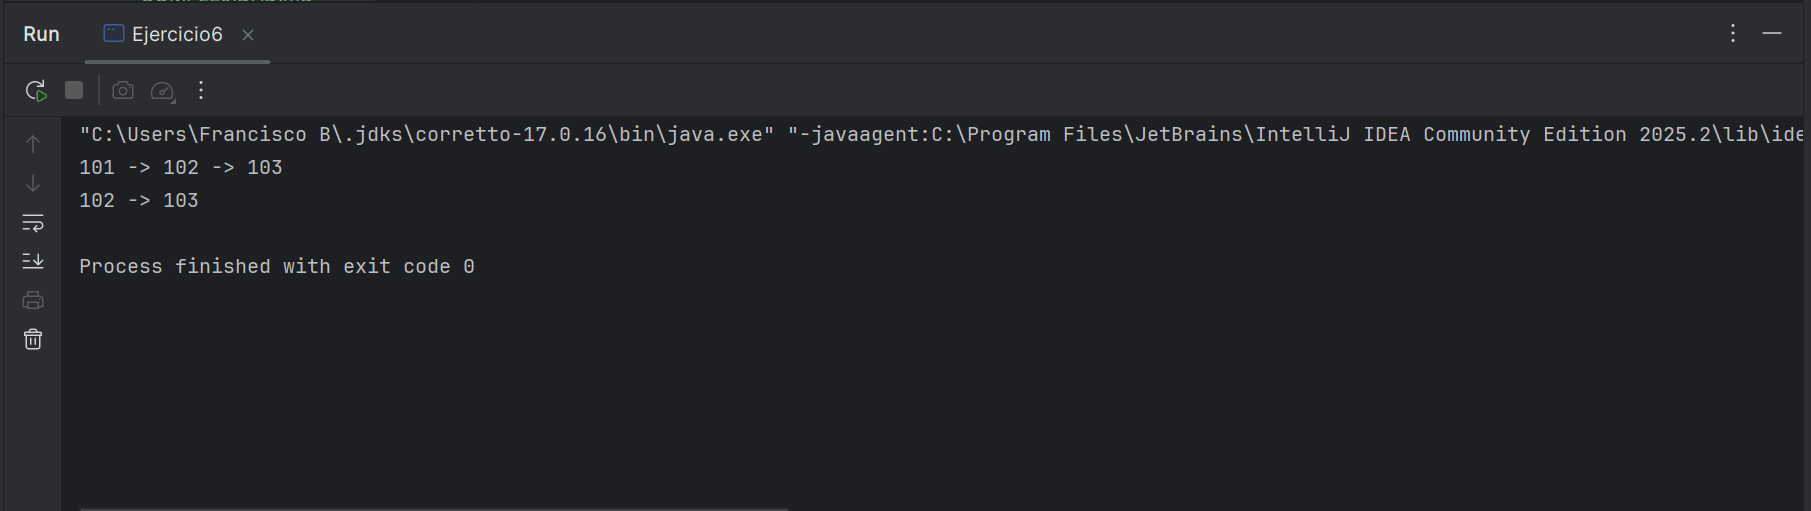 Run Ejercicio6
"C:\Users\Francisco B\.jdks\corretto-17.0.16\bin\java.exe" "-javaagent:C:\Program Files\JetBrains\IntelliJ IDEA Community Edition 2025.2\lib\ide
101 -> 102 -> 103
102 -> 103
Process finished with exit code 0